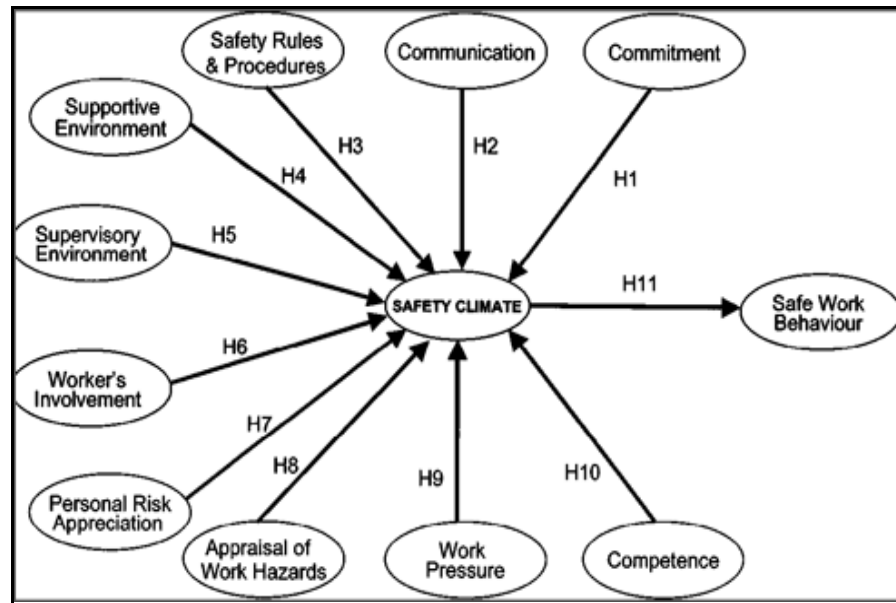 Safety Rules
& Procedures
Communication
Commitment
Supportive
Environment
H3
H2
H4
H1
Supervisory
Environment
H5
SAFETY CLIMATE
H11
Safe Work
Behaviour
H6
Worker's
Involvement
H7
H8
H9
H10
Personal Risk
Appreciation
Appraisal of
Work Hazards
Work
Pressure
Competence